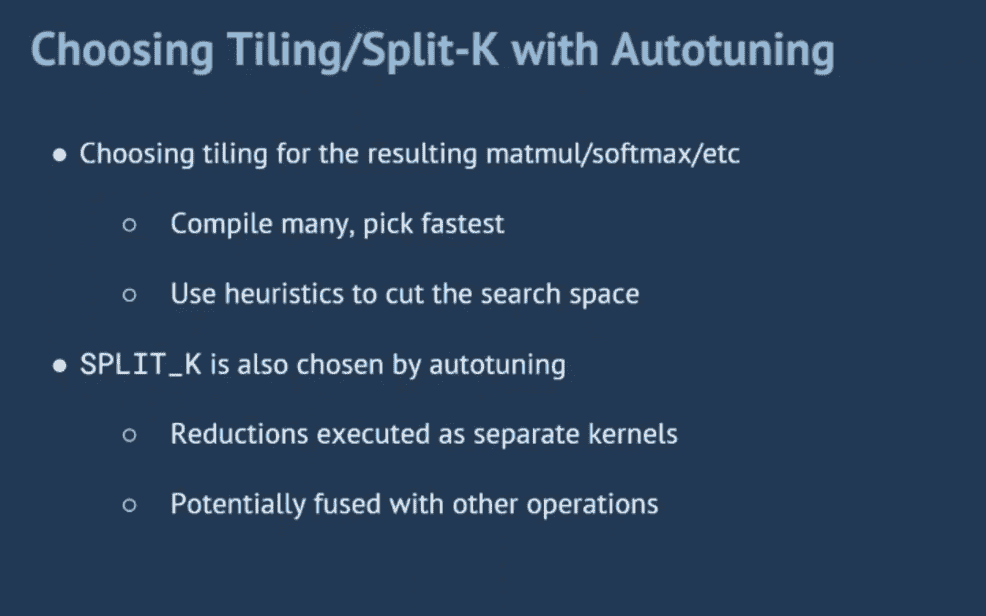 Choosing Tiling/Split-K with Autotuning
● Choosing tiling for the resulting matmul/softmax/etc
○ Compile many, pick fastest
○ Use heuristics to cut the search space
● SPLIT_K is also chosen by autotuning
○ Reductions executed as separate kernels
○ Potentially fused with other operations